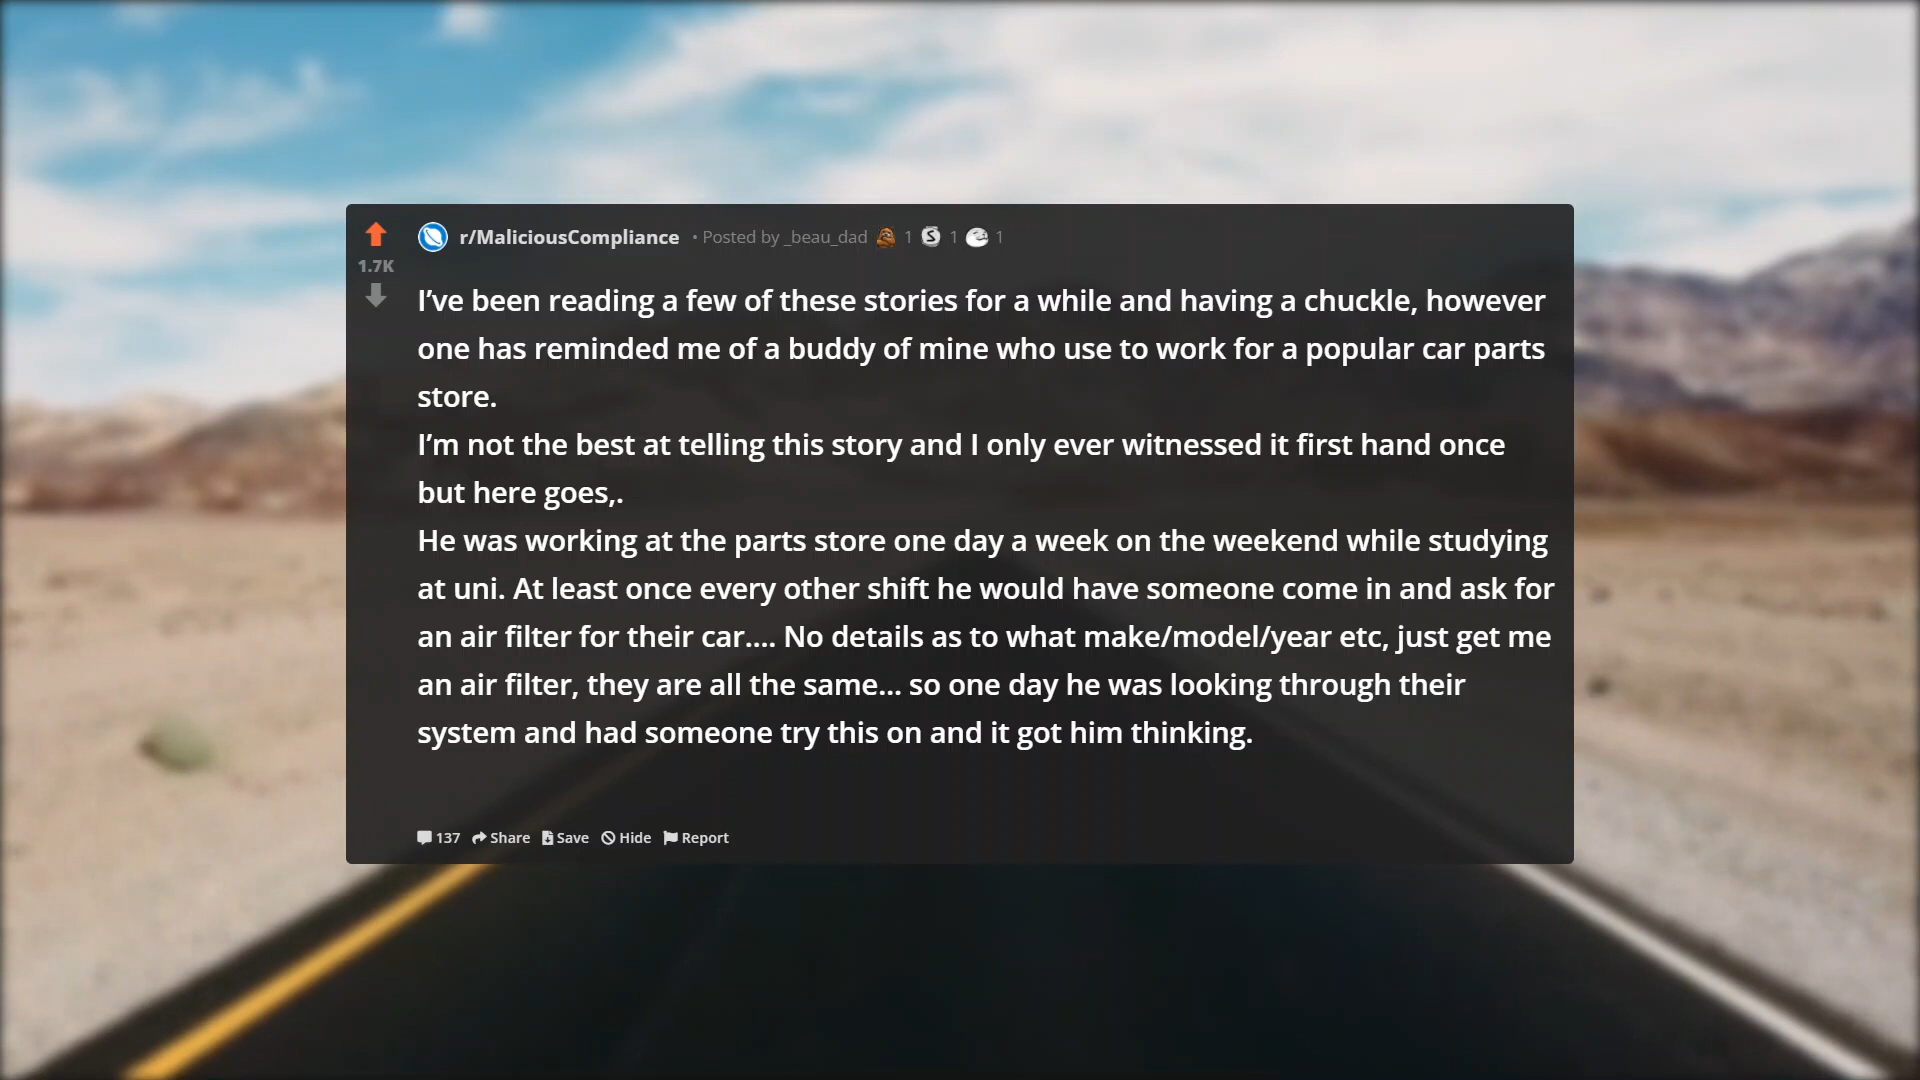 r/MaliciousCompliance • Posted by _beau_dad 1 1 1
1.7K
I’ve been reading a few of these stories for a while and having a chuckle, however
one has reminded me of a buddy of mine who use to work for a popular car parts
store.
I’m not the best at telling this story and I only ever witnessed it first hand once
but here goes,.
He was working at the parts store one day a week on the weekend while studying
at uni. At least once every other shift he would have someone come in and ask for
an air filter for their car.... No details as to what make/model/year etc, just get me
an air filter, they are all the same... so one day he was looking through their
system and had someone try this on and it got him thinking.
137 Share Save Hide Report